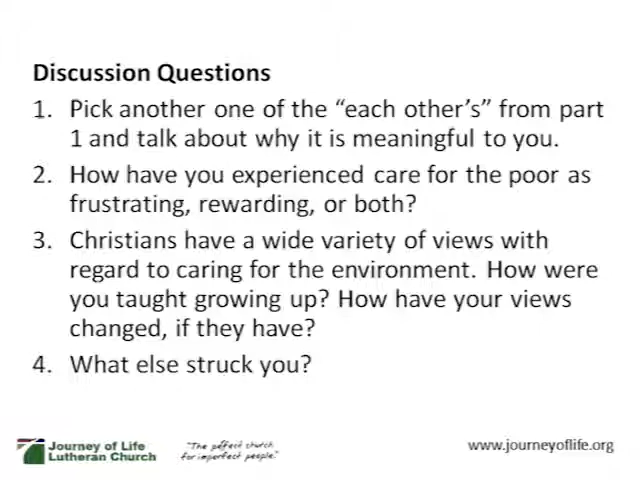 Discussion Questions
1. Pick another one of the “each other’s” from part
1 and talk about why it is meaningful to you.
2. How have you experienced care for the poor as
frustrating, rewarding, or both?
3. Christians have a wide variety of views with
regard to caring for the environment. How were
you taught growing up? How have your views
changed, if they have?
4. What else struck you?
Journey of Life
Lutheran Church
"The perfect church
for imperfect people."
www.journeyoflife.org